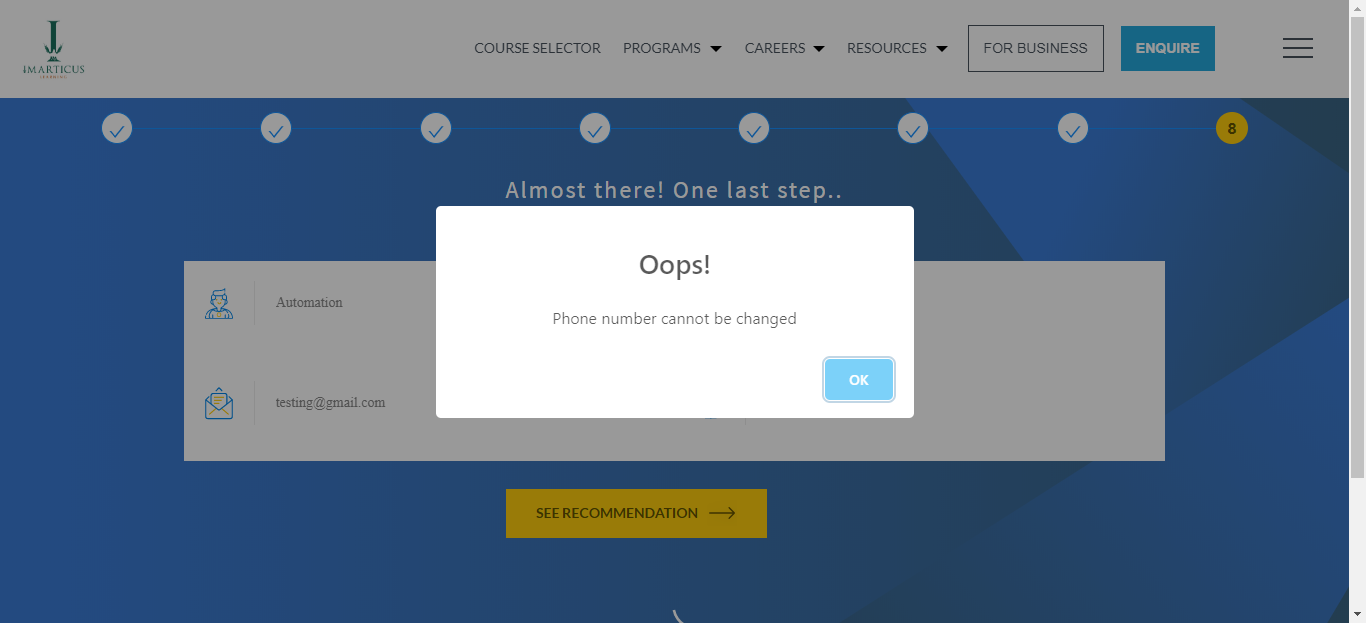 IMARTICUS
LEARNING
COURSE SELECTOR PROGRAMS CAREERS RESOURCES FOR BUSINESS ENQUIRE
8
Almost there! One last step..
Oops!
Automation
Phone number cannot be changed
OK
testing@gmail.com
SEE RECOMMENDATION